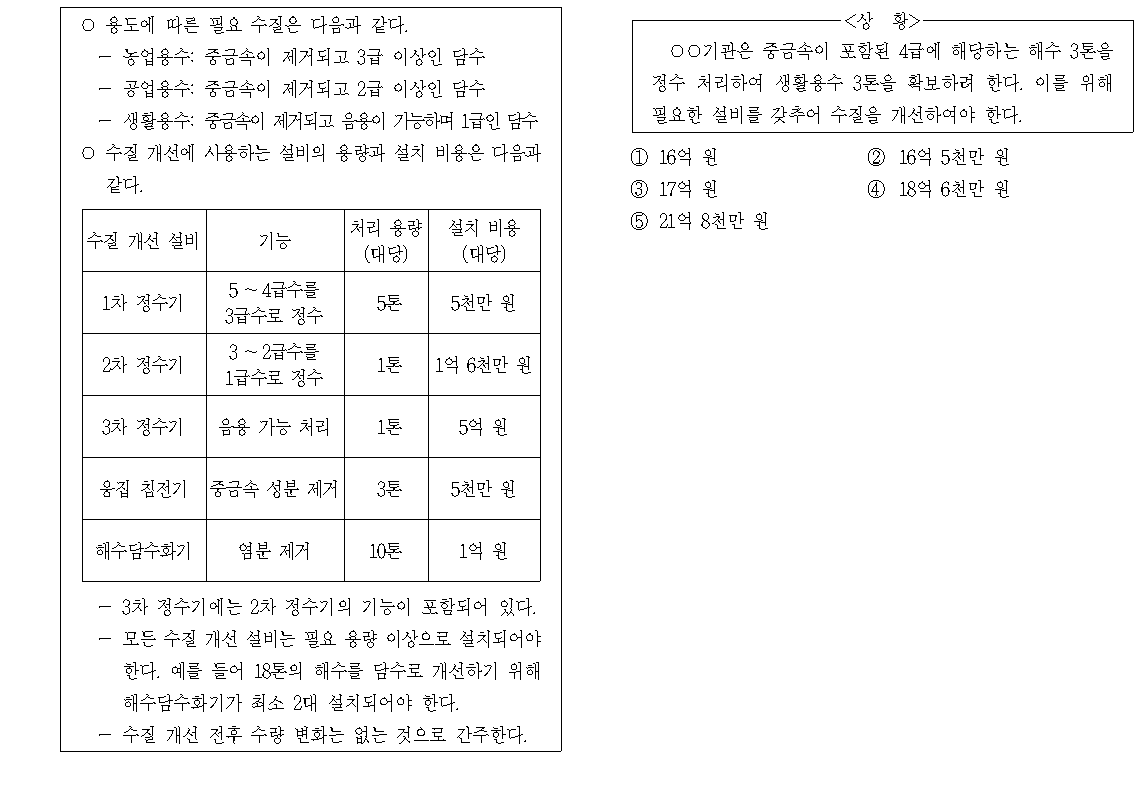 ○ 용도에 따른 필요 수질은 다음과 같다.
－ 농업용수: 중금속이 제거되고 3급 이상인 담수
－ 공업용수: 중금속이 제거되고 2급 이상인 담수
－ 생활용수: 중금속이 제거되고 음용이 가능하며 1급인 담수
○ 수질 개선에 사용하는 설비의 용량과 설치 비용은 다음과
같다.
수질 개선 설비 기능 처리 용량 (대당) 설치 비용 (대당)
1차 정수기 5 ~ 4급수를 3급수로 정수 5톤 5천만 원
2차 정수기 3 ~ 2급수를 1급수로 정수 1톤 1억 6천만 원
3차 정수기 음용 가능 처리 1톤 5억 원
응집 침전기 중금속 성분 제거 3톤 5천만 원
해수담수화기 염분 제거 10톤 1억 원
－ 3차 정수기에는 2차 정수기의 기능이 포함되어 있다.
－ 모든 수질 개선 설비는 필요 용량 이상으로 설치되어야
한다. 예를 들어 18톤의 해수를 담수로 개선하기 위해
해수담수화기가 최소 2대 설치되어야 한다.
－ 수질 개선 전후 수량 변화는 없는 것으로 간주한다.
<상 황>
○○기관은 중금속이 포함된 4급에 해당하는 해수 3톤을
정수 처리하여 생활용수 3톤을 확보하려 한다. 이를 위해
필요한 설비를 갖추어 수질을 개선하여야 한다.
① 16억 원 ② 16억 5천만 원
③ 17억 원 ④ 18억 6천만 원
⑤ 21억 8천만 원